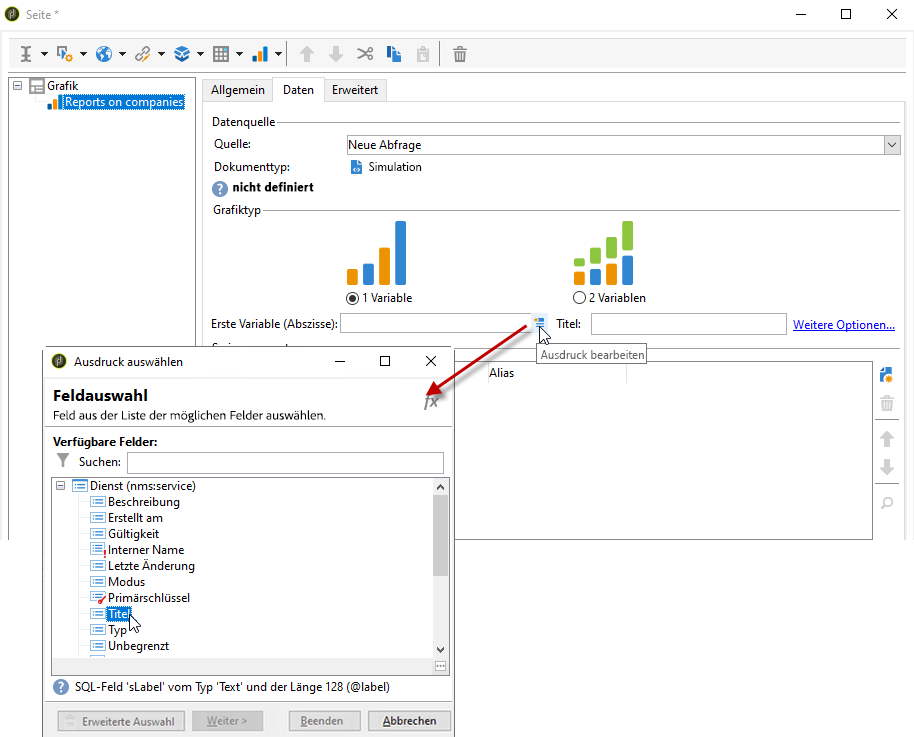 Seite *
Grafik
Reports on companies
Allgemein Daten Erweitert
Datenquelle
Quelle: Neue Abfrage
Dokumenttyp: Simulation
nicht definiert
Grafiktyp
1 Variable 2 Variablen
Erste Variable (Abszisse): Titel: Weitere Optionen...
Ausdruck bearbeiten
Alias
Ausdruck auswählen
Feldauswahl
Feld aus der Liste der möglichen Felder auswählen.
fx
Verfügbare Felder:
Suchen:
Dienst (nms:service)
Beschreibung
Erstellt am
Gültigkeit
Interner Name
Letzte Änderung
Modus
Primärschlüssel
Titel
Typ
Unbegrenzt
SQL-Feld 'sLabel' vom Typ 'Text' und der Länge 128 (@label)
Erweiterte Auswahl Weiter > Beenden Abbrechen